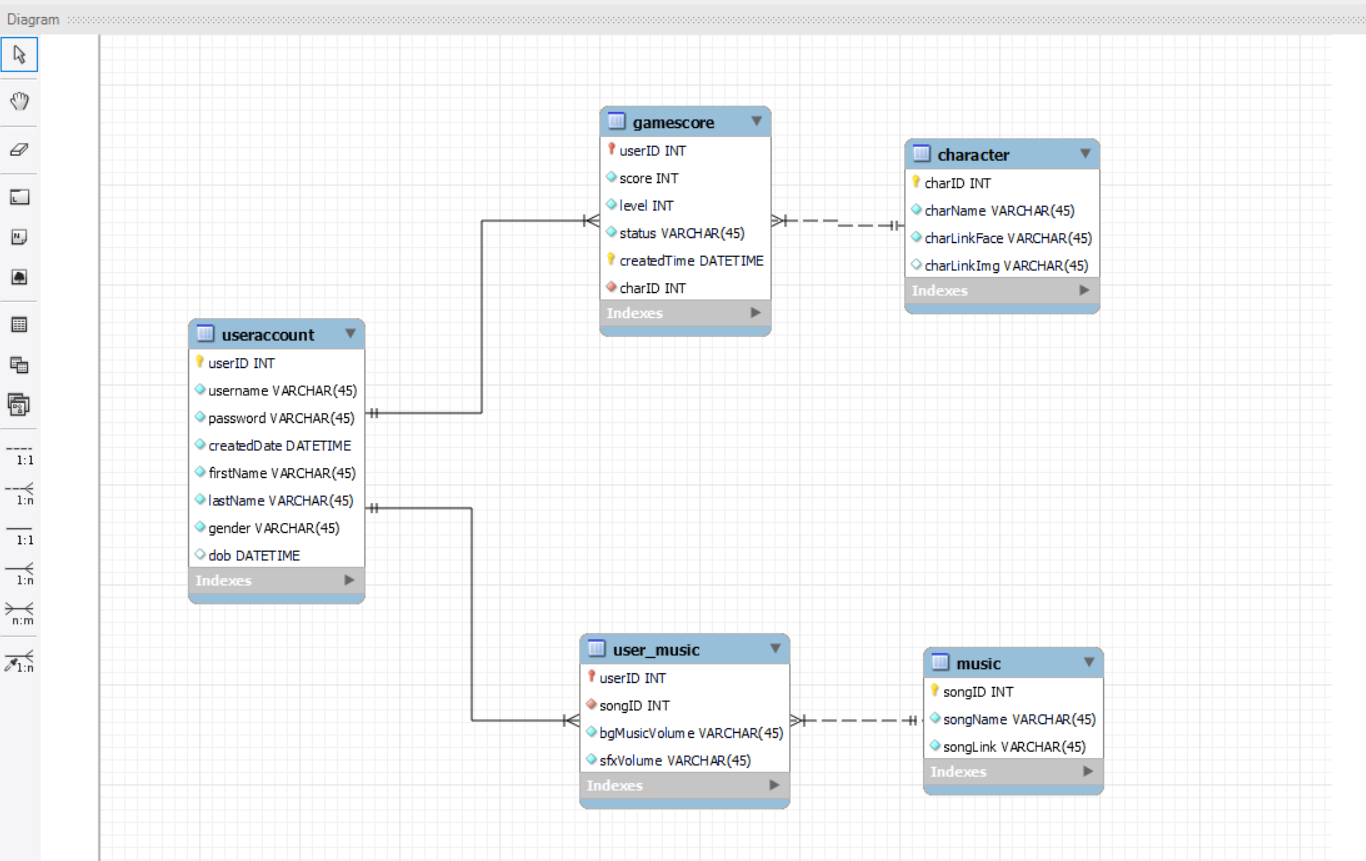 Diagram
gamescore
userID INT
score INT
level INT
status VARCHAR(45)
createdTime DATETIME
charID INT
Indexes
character
charID INT
charName VARCHAR(45)
charLinkFace VARCHAR(45)
charLinkImg VARCHAR(45)
Indexes
useraccount
userID INT
username VARCHAR(45)
password VARCHAR(45)
createdDate DATETIME
firstName VARCHAR(45)
lastName VARCHAR(45)
gender VARCHAR(45)
dob DATETIME
Indexes
user_music
userID INT
songID INT
bgMusicVolume VARCHAR(45)
sfxVolume VARCHAR(45)
Indexes
music
songID INT
songName VARCHAR(45)
songLink VARCHAR(45)
Indexes
1:1
1:n
1:1
1:n
n:m
1:n